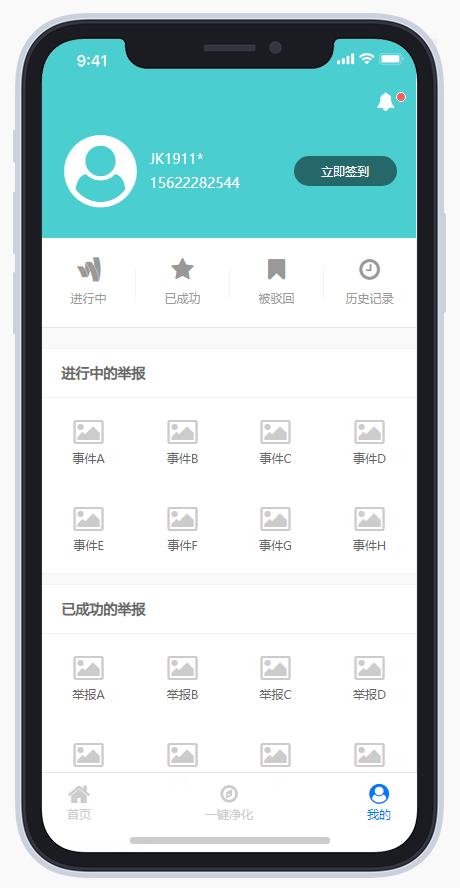 9:41
JK1911*
15622282544
立即签到
进行中 已成功 被驳回 历史记录
进行中的举报
事件A 事件B 事件C 事件D
事件E 事件F 事件G 事件H
已成功的举报
举报A 举报B 举报C 举报D
首页 一键净化 我的